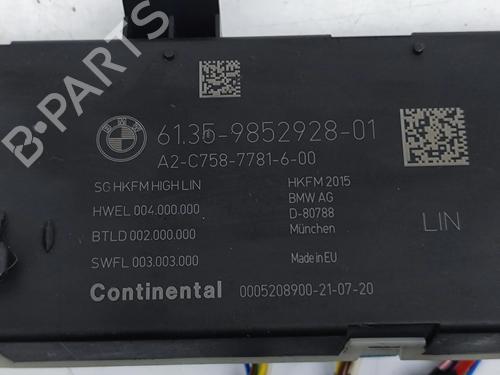 B-PARTS
61.35-9852928-01
A2-C758-7781-6-00
SG HKFM HIGH LIN
HWEL 004.000.000
BTLD 002.000.000
SWFL 003.003.000
HKFM 2015
BMW AG
D-80788
München
Made in EU
LIN
Continental 0005208900-21-07-20